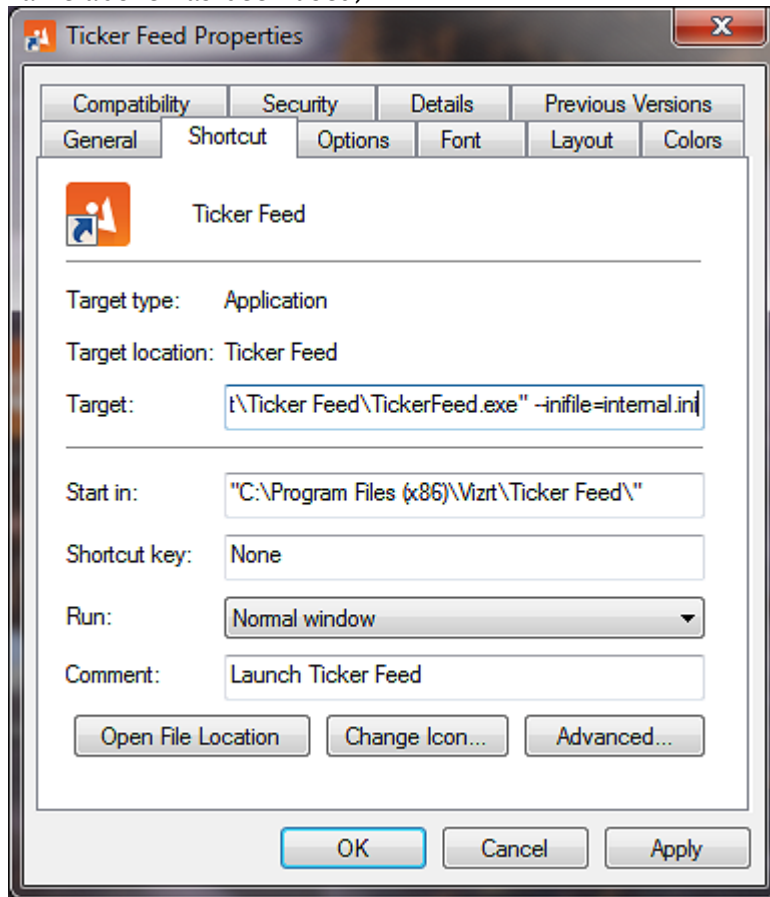 Ticker Feed Properties
Compatibility Security Details Previous Versions
General Shortcut Options Font Layout Colors
Ticker Feed
Target type: Application
Target location: Ticker Feed
Target: t\Ticker Feed\TickerFeed.exe" --inifile=internal.ini
Start in: "C:\Program Files (x86)\Vizrt\Ticker Feed\"
Shortcut key: None
Run: Normal window
Comment: Launch Ticker Feed
Open File Location Change Icon... Advanced...
OK Cancel Apply